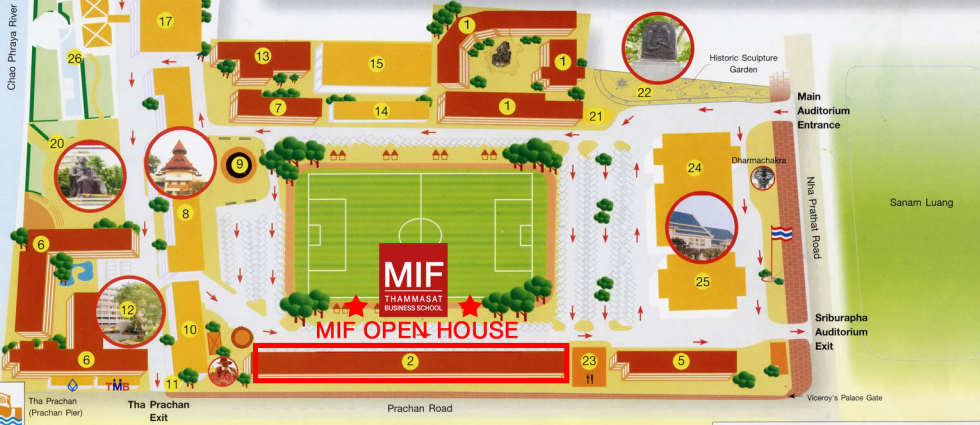 Chao Phraya River
17
26
13
15
1
1
7
14
1
Historic Sculpture
Garden
22
21
Main
Auditorium
Entrance
20
9
24
Dharmachakra
8
Nha Prathat Road
Sanam Luang
6
25
MIF
THAMMASAT
BUSINESS SCHOOL
12
10
MIF OPEN HOUSE
Sriburapha
Auditorium
Exit
6
2
23
5
TMB
11
Tha Prachan
(Prachan Pier)
Tha Prachan
Exit
Prachan Road
Viceroy's Palace Gate